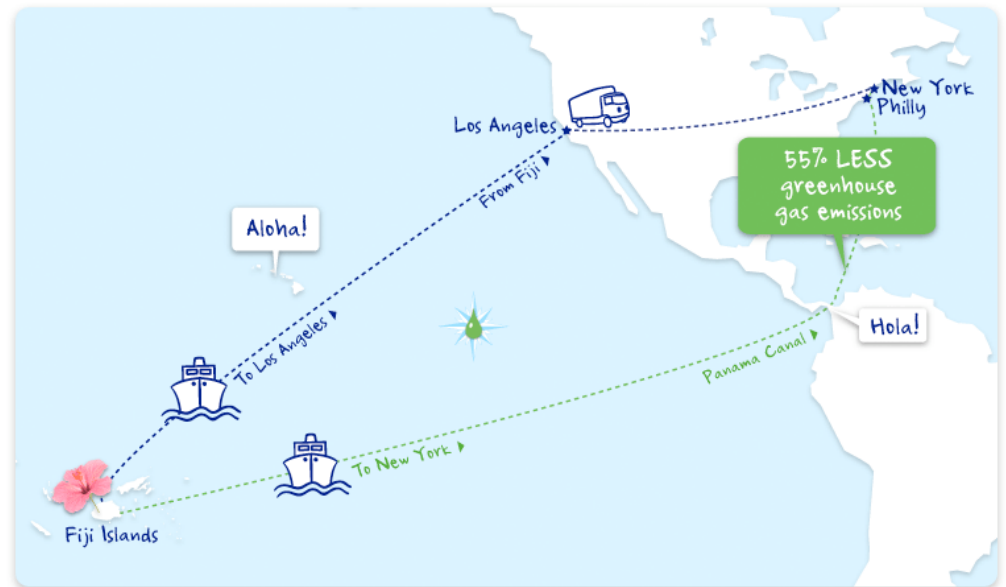 New York
Philly
Los Angeles
55% LESS
greenhouse
gas emissions
From Fiji
Aloha!
To Los Angeles
Hola!
Panama Canal
To New York
Fiji Islands